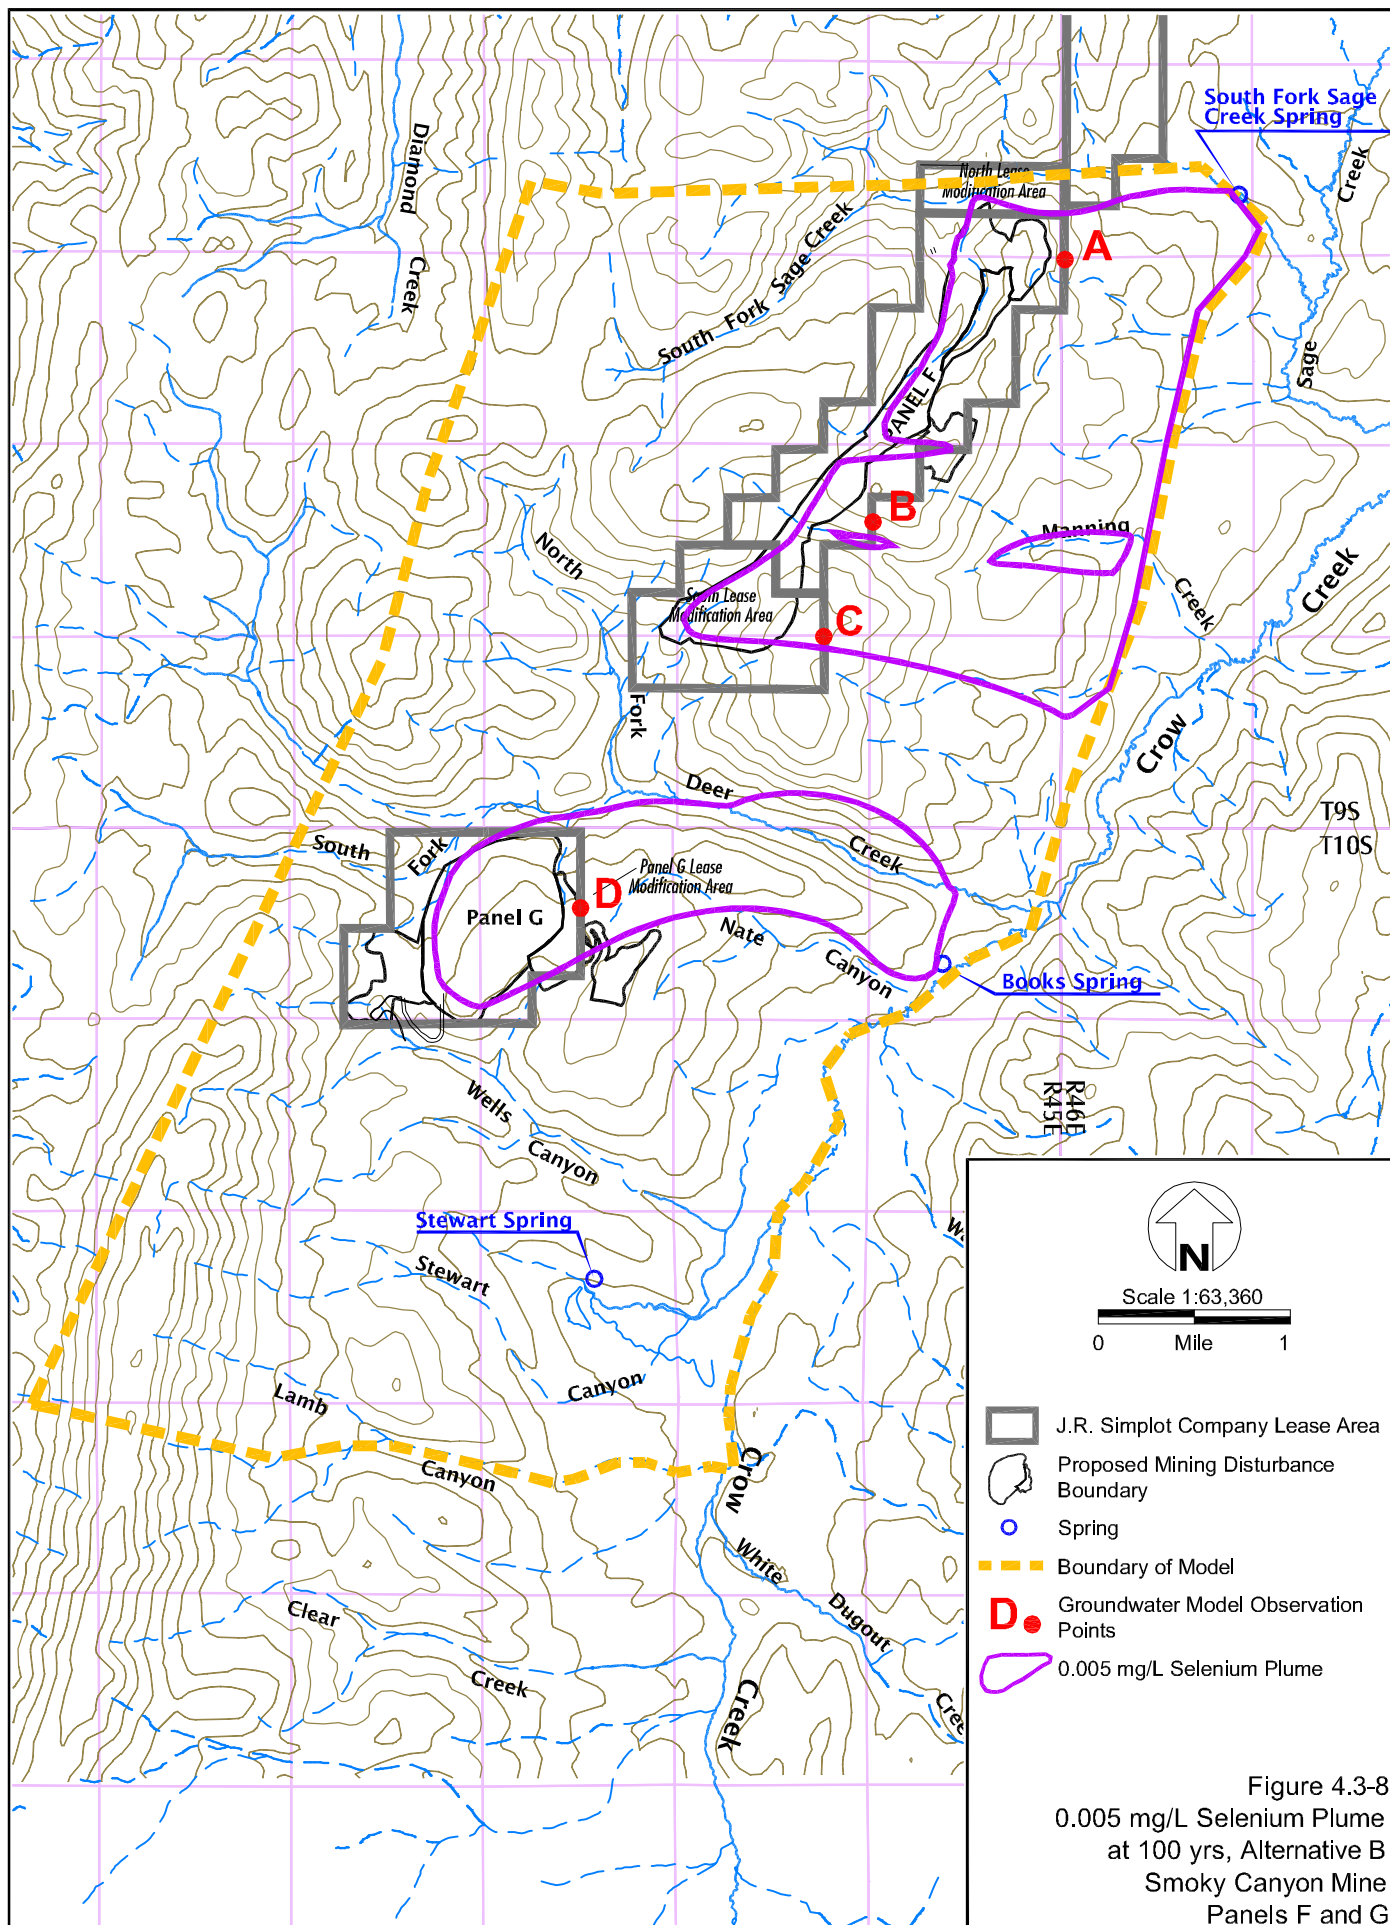 South Fork Sage
Creek Spring
Diamond
Creek
Creek
North Lease
Modification Area
A
South Fork Sage Creek
Sage
PANEL F
B
Manning
Creek
North
Creek
South Lease
Modification Area
C
Fork
Crow
Deer
Creek
T9S
T10S
South
Fork
Panel G Lease
Modification Area
D
Panel G
Nate
Canyon
Books Spring
R46E
R45E
Wells
Canyon
Stewart Spring
Stewart
Canyon
Lamb
Canyon
Crow
White
Dugout
Clear
Creek
Creek
N
Scale 1:63,360
0 Mile 1
J.R. Simplot Company Lease Area
Proposed Mining Disturbance
Boundary
Spring
Boundary of Model
D
Groundwater Model Observation
Points
0.005 mg/L Selenium Plume
Figure 4.3-8
0.005 mg/L Selenium Plume
at 100 yrs, Alternative B
Smoky Canyon Mine
Panels F and G